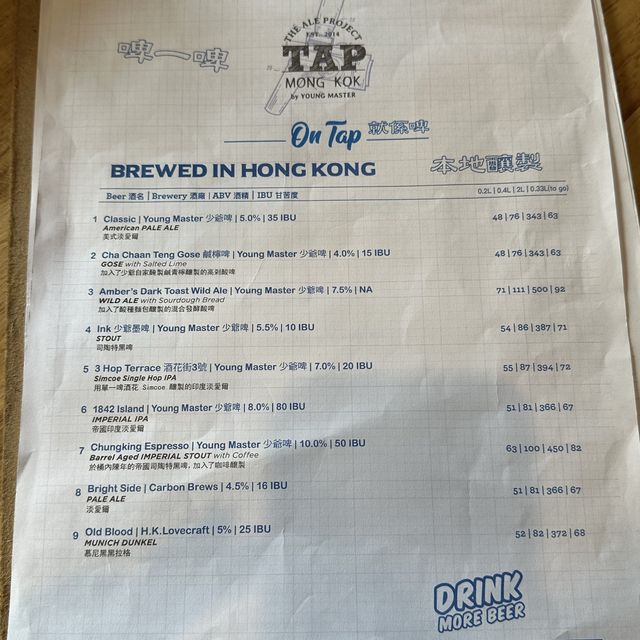 THE ALE PROJECT
EST. 2014
TAP
MONG KOK
by YOUNG MASTER
啤一啤
On Tap 就係啤
BREWED IN HONG KONG 本地釀製
Beer 酒名 | Brewery 酒廠 | ABV 酒精 | IBU 甘苦度 0.2L | 0.4L | 2L | 0.33L(to go)
1 Classic | Young Master 少爺啤 | 5.0% | 35 IBU 48 | 76 | 343 | 63
American PALE ALE
美式淡愛爾
2 Cha Chaan Teng Gose 鹹檸啤 | Young Master 少爺啤 | 4.0% | 15 IBU 48 | 76 | 343 | 63
GOSE with Salted Lime
加入了少爺自家醃製鹹青檸釀製的高剎酸啤
3 Amber's Dark Toast Wild Ale | Young Master 少爺啤 | 7.5% | NA 71 | 111 | 500 | 92
WILD ALE with Sourdough Bread
加入了酸種麵包釀製的混合發酵酸啤
4 Ink 少爺墨啤 | Young Master 少爺啤 | 5.5% | 10 IBU 54 | 86 | 387 | 71
STOUT
司陶特黑啤
5 3 Hop Terrace 酒花街3號 | Young Master 少爺啤 | 7.0% | 20 IBU 55 | 87 | 394 | 72
Simcoe Single Hop IPA
用單一啤酒花 Simcoe 釀製的印度淡愛爾
6 1842 Island | Young Master 少爺啤 | 8.0% | 80 IBU 51 | 81 | 366 | 67
IMPERIAL IPA
帝國印度淡愛爾
7 Chungking Espresso | Young Master 少爺啤 | 10.0% | 50 IBU 63 | 100 | 450 | 82
Barrel Aged IMPERIAL STOUT with Coffee
於桶內陳年的帝國司陶特黑啤, 加入了咖啡釀製
8 Bright Side | Carbon Brews | 4.5% | 16 IBU 51 | 81 | 366 | 67
PALE ALE
淡愛爾
9 Old Blood | H.K.Lovecraft | 5% | 25 IBU 52 | 82 | 372 | 68
MUNICH DUNKEL
慕尼黑黑拉格
DRINK
MORE BEER